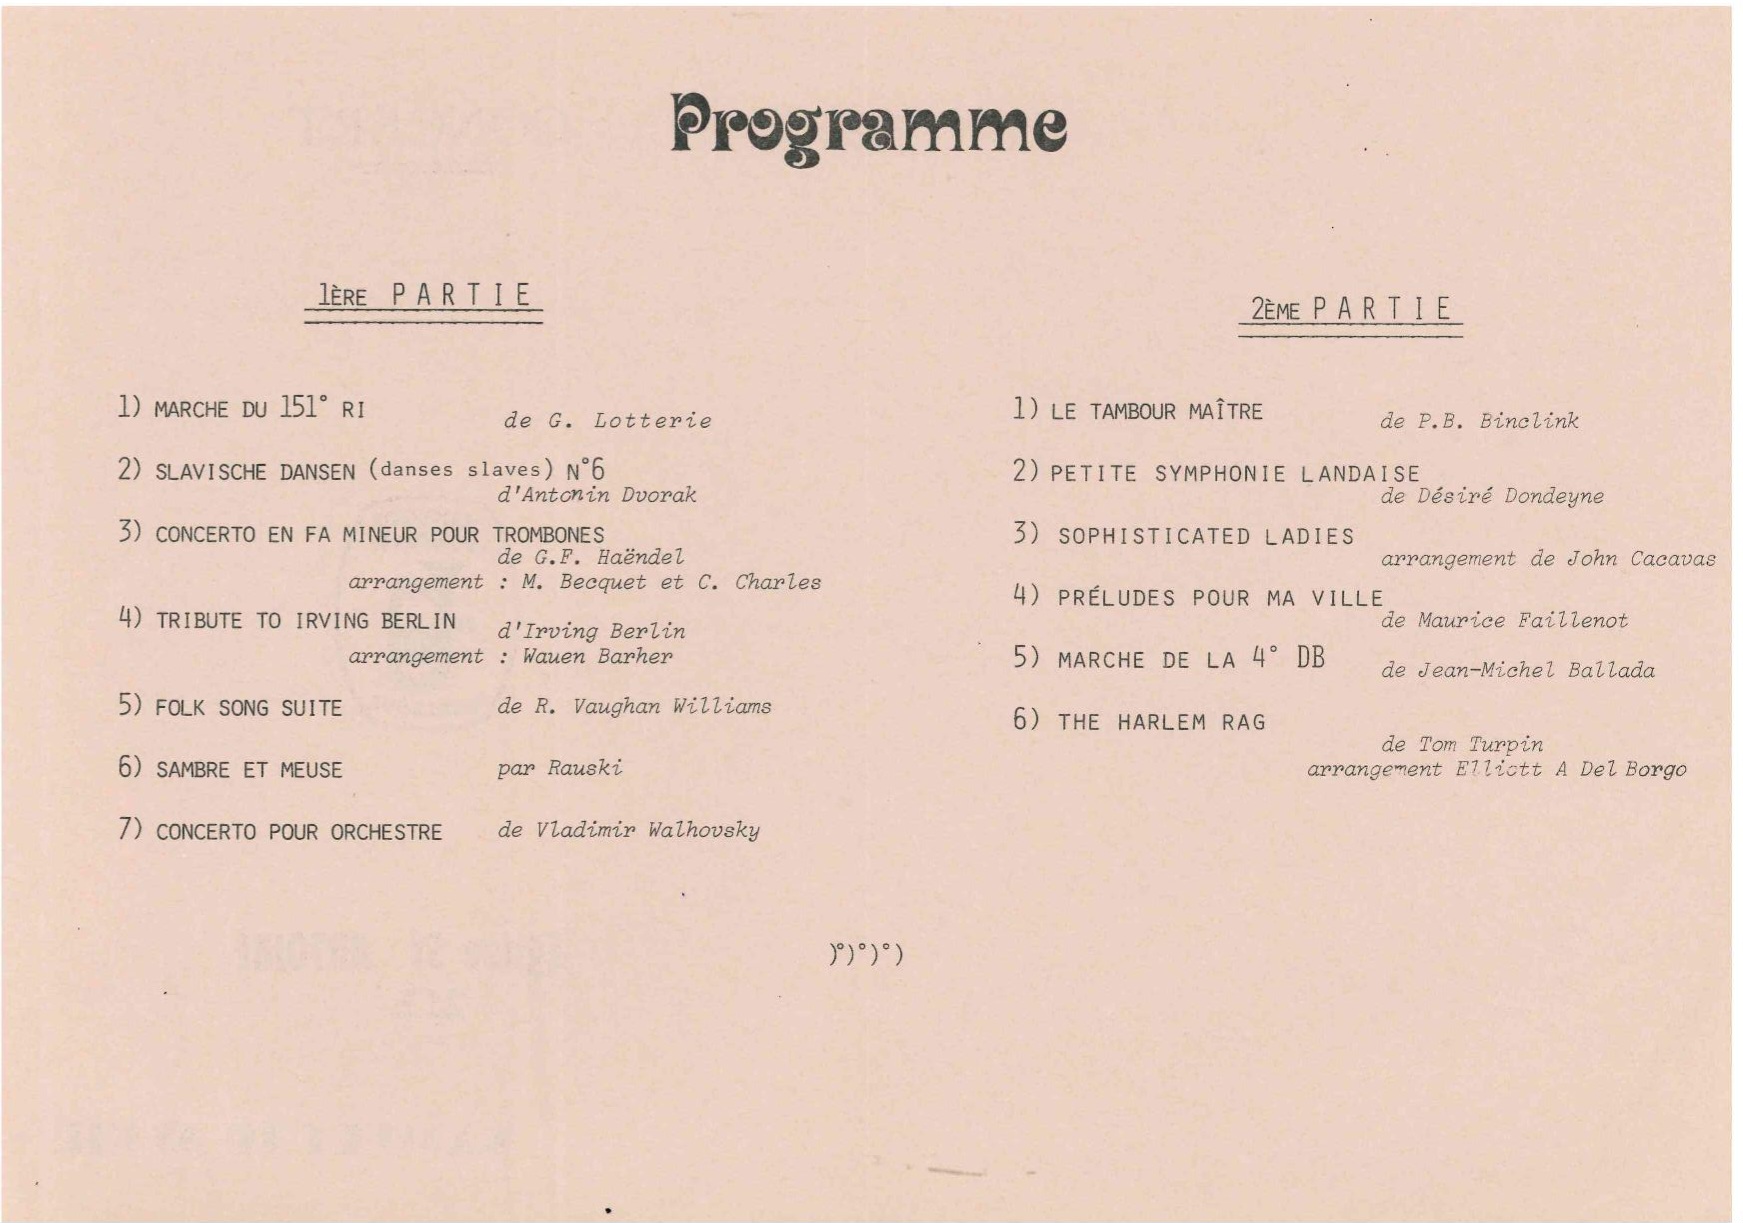 Programme
1ÈRE PARTIE
1) MARCHE DU 151° RI
de G. Lotterie
2) SLAVISCHE DANSEN (danses slaves) N°6
d'Antonin Dvorak
3) CONCERTO EN FA MINEUR POUR TROMBONES
de G.F. Haëndel
arrangement : M. Becquet et C. Charles
4) TRIBUTE TO IRVING BERLIN
d'Irving Berlin
arrangement : Wauen Barher
5) FOLK SONG SUITE de R. Vaughan Williams
6) SAMBRE ET MEUSE par Rauski
7) CONCERTO POUR ORCHESTRE de Vladimir Walhovsky
2ÈME PARTIE
1) LE TAMBOUR MAÎTRE
de P.B. Binclink
2) PETITE SYMPHONIE LANDAISE
de Désiré Dondeyne
3) SOPHISTICATED LADIES
arrangement de John Cacavas
4) PRÉLUDES POUR MA VILLE
de Maurice Faillenot
5) MARCHE DE LA 4° DB
de Jean-Michel Ballada
6) THE HARLEM RAG
de Tom Turpin
arrangement Elliott A Del Borgo
)°)°)°)